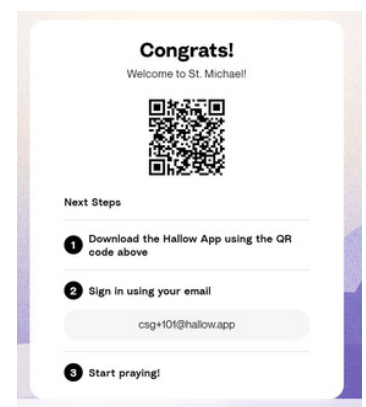 Congrats!
Welcome to St. Michael!
Next Steps
1 Download the Hallow App using the QR
code above
2 Sign in using your email
csg+101@hallow.app
3 Start praying!